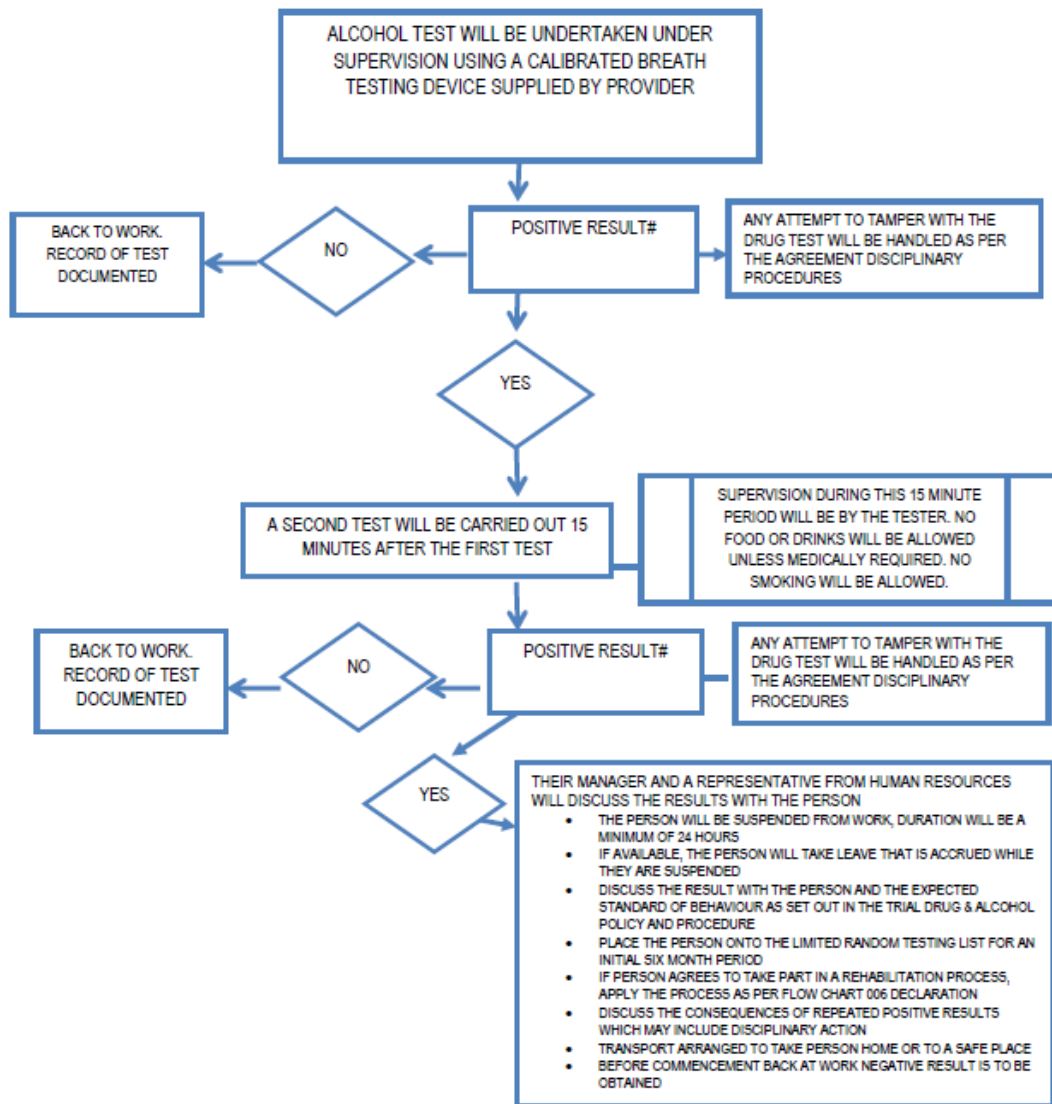 ALCOHOL TEST WILL BE UNDERTAKEN UNDER
SUPERVISION USING A CALIBRATED BREATH
TESTING DEVICE SUPPLIED BY PROVIDER
BACK TO WORK.
RECORD OF TEST
DOCUMENTED
NO
POSITIVE RESULT#
ANY ATTEMPT TO TAMPER WITH THE
DRUG TEST WILL BE HANDLED AS PER
THE AGREEMENT DISCIPLINARY
PROCEDURES
YES
A SECOND TEST WILL BE CARRIED OUT 15
MINUTES AFTER THE FIRST TEST
SUPERVISION DURING THIS 15 MINUTE
PERIOD WILL BE BY THE TESTER. NO
FOOD OR DRINKS WILL BE ALLOWED
UNLESS MEDICALLY REQUIRED. NO
SMOKING WILL BE ALLOWED.
BACK TO WORK.
RECORD OF TEST
DOCUMENTED
NO
POSITIVE RESULT#
ANY ATTEMPT TO TAMPER WITH THE
DRUG TEST WILL BE HANDLED AS PER
THE AGREEMENT DISCIPLINARY
PROCEDURES
YES
THEIR MANAGER AND A REPRESENTATIVE FROM HUMAN RESOURCES
WILL DISCUSS THE RESULTS WITH THE PERSON
• THE PERSON WILL BE SUSPENDED FROM WORK, DURATION WILL BE A
MINIMUM OF 24 HOURS
• IF AVAILABLE, THE PERSON WILL TAKE LEAVE THAT IS ACCRUED WHILE
THEY ARE SUSPENDED
• DISCUSS THE RESULT WITH THE PERSON AND THE EXPECTED
STANDARD OF BEHAVIOUR AS SET OUT IN THE TRIAL DRUG & ALCOHOL
POLICY AND PROCEDURE
• PLACE THE PERSON ONTO THE LIMITED RANDOM TESTING LIST FOR AN
INITIAL SIX MONTH PERIOD
• IF PERSON AGREES TO TAKE PART IN A REHABILITATION PROCESS,
APPLY THE PROCESS AS PER FLOW CHART 006 DECLARATION
• DISCUSS THE CONSEQUENCES OF REPEATED POSITIVE RESULTS
WHICH MAY INCLUDE DISCIPLINARY ACTION
• TRANSPORT ARRANGED TO TAKE PERSON HOME OR TO A SAFE PLACE
• BEFORE COMMENCEMENT BACK AT WORK NEGATIVE RESULT IS TO BE
OBTAINED